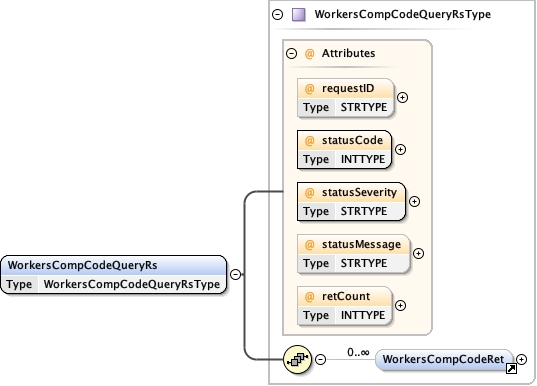 WorkersCompCodeQueryRsType
@ Attributes
@ requestID
Type STRTYPE
@ statusCode
Type INTTYPE
@ statusSeverity
Type STRTYPE
@ statusMessage
Type STRTYPE
WorkersCompCodeQueryRs
Type WorkersCompCodeQueryRsType
@ retCount
Type INTTYPE
0..∞
WorkersCompCodeRet